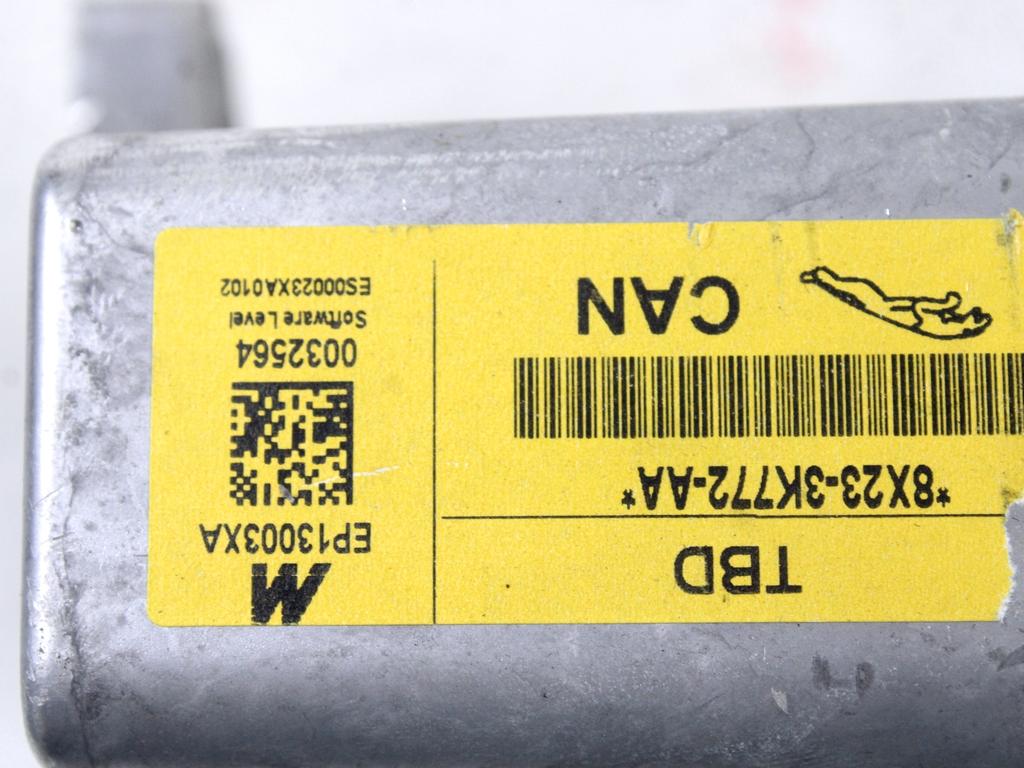 TBD
*8X23-3K772-AA*
CAN
M
EP13003XA
0032564
Software Level
ES00023XA0102